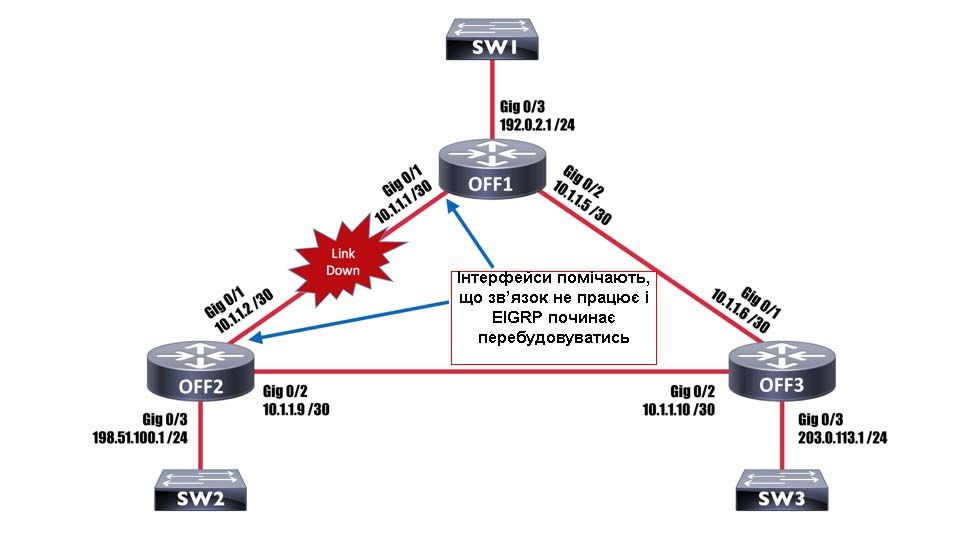 SW1
Gig 0/3
192.0.2.1 /24
OFF1
Gig 0/1
10.1.1.1 /30
Gig 0/2
10.1.1.5 /30
Link
Down
Інтерфейси помічають,
що зв'язок не працює і
EIGRP починає
перебудовуватись
Gig 0/1
10.1.1.2 /30
Gig 0/1
10.1.1.6 /30
OFF2
Gig 0/2
10.1.1.9 /30
Gig 0/2
10.1.1.10 /30
OFF3
Gig 0/3
198.51.100.1 /24
Gig 0/3
203.0.113.1 /24
SW2
SW3